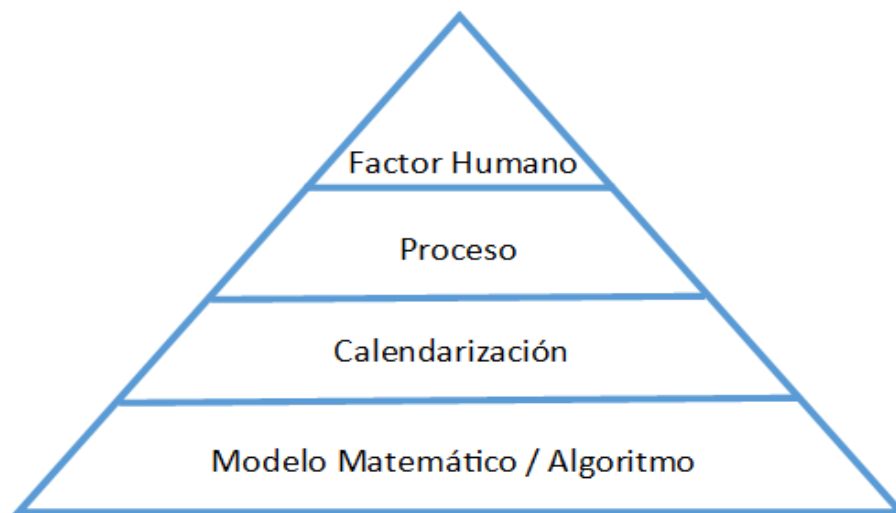 Factor Humano
Proceso
Calendarización
Modelo Matemático / Algoritmo